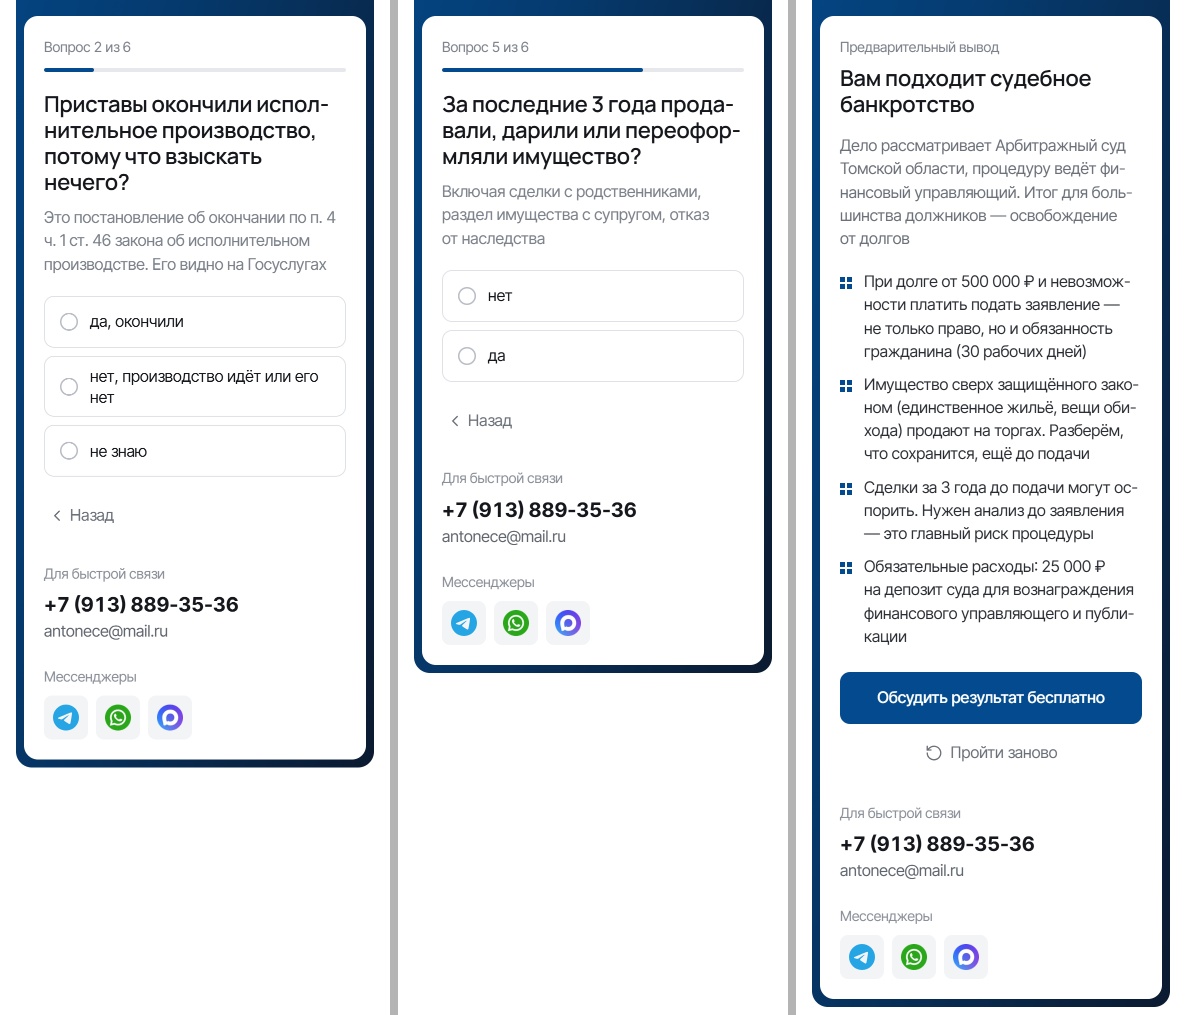 Вопрос 2 из 6
Приставы окончили испол-
нительное производство,
потому что взыскать
нечего?
Это постановление об окончании по п. 4
ч. 1 ст. 46 закона об исполнительном
производстве. Его видно на Госуслугах
да, окончили
нет, производство идёт или его
нет
не знаю
Назад
Для быстрой связи
+7 (913) 889-35-36
antonece@mail.ru
Мессенджеры
Вопрос 5 из 6
За последние 3 года прода-
вали, дарили или переофор-
мляли имущество?
Включая сделки с родственниками,
раздел имущества с супругом, отказ
от наследства
нет
да
Назад
Для быстрой связи
+7 (913) 889-35-36
antonece@mail.ru
Мессенджеры
Предварительный вывод
Вам подходит судебное
банкротство
Дело рассматривает Арбитражный суд
Томской области, процедуру ведёт фи-
нансовый управляющий. Итог для боль-
шинства должников — освобождение
от долгов
При долге от 500 000 ₽ и невозмож-
ности платить подать заявление —
не только право, но и обязанность
гражданина (30 рабочих дней)
Имущество сверх защищённого зако-
ном (единственное жильё, вещи оби-
хода) продают на торгах. Разберём,
что сохранится, ещё до подачи
Сделки за 3 года до подачи могут ос-
порить. Нужен анализ до заявления
— это главный риск процедуры
Обязательные расходы: 25 000 ₽
на депозит суда для вознаграждения
финансового управляющего и публи-
кации
Обсудить результат бесплатно
Пройти заново
Для быстрой связи
+7 (913) 889-35-36
antonece@mail.ru
Мессенджеры